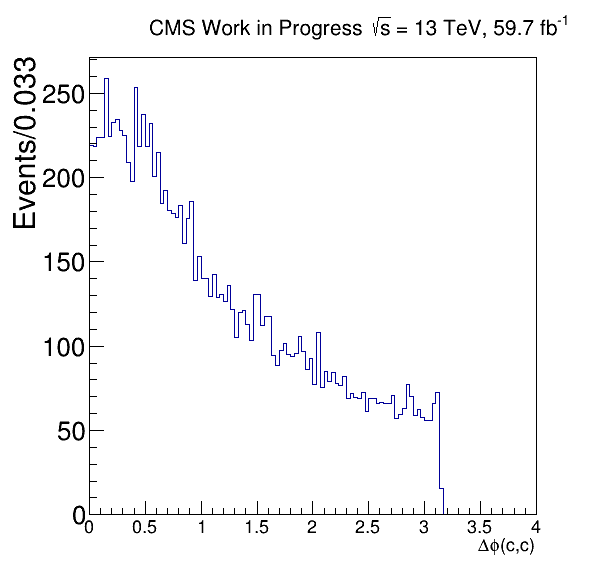 CMS Work in Progress √s = 13 TeV, 59.7 fb⁻¹
Events/0.033
250
200
150
100
50
0
0 0.5 1 1.5 2 2.5 3 3.5 4
Δϕ(c,c)